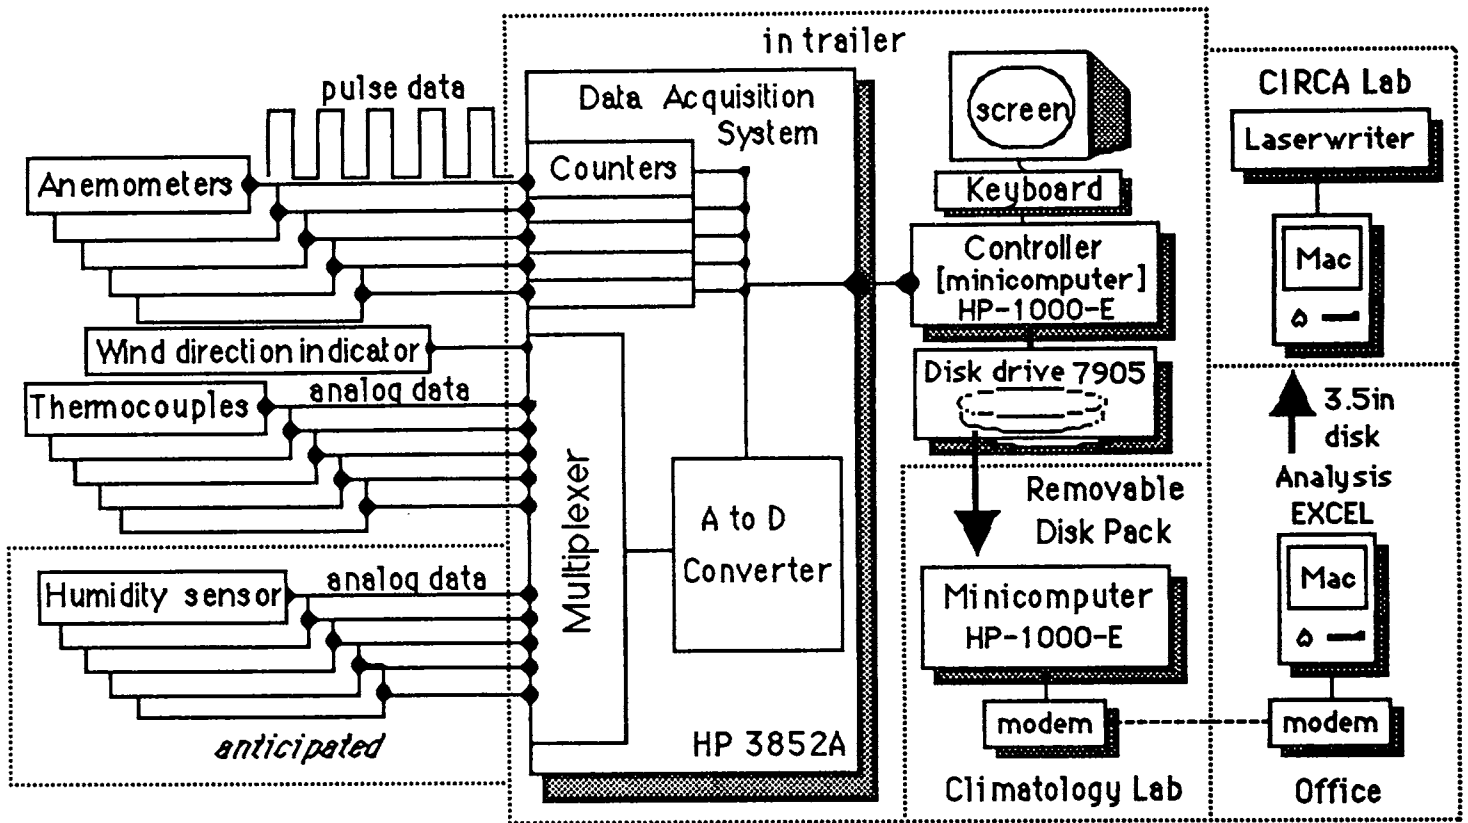 in trailer
pulse data
Data Acquisition
System
screen
CIRCA Lab
Laserwriter
Anemometers
Counters
Keyboard
Controller
[minicomputer]
HP-1000-E
Mac
Wind direction indicator
Disk drive 7905
Thermocouples
analog data
3.5in
disk
Analysis
EXCEL
Multiplexer
A to D
Converter
Removable
Disk Pack
Humidity sensor
analog data
Minicomputer
HP-1000-E
Mac
modem
modem
anticipated
HP 3852A
Climatology Lab
Office